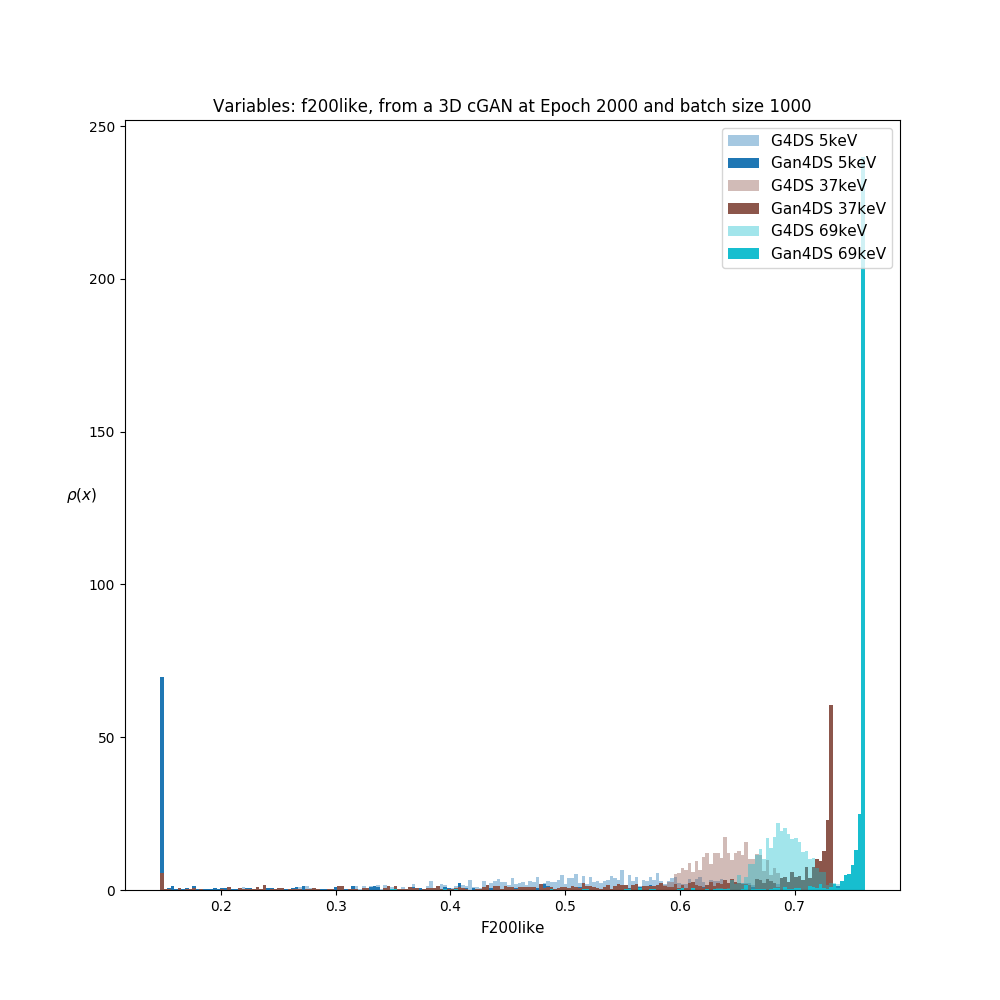 Variables: f200like, from a 3D cGAN at Epoch 2000 and batch size 1000
250
200
150
100
50
0
ρ(x)
G4DS 5keV
Gan4DS 5keV
G4DS 37keV
Gan4DS 37keV
G4DS 69keV
Gan4DS 69keV
0.2 0.3 0.4 0.5 0.6 0.7
F200like